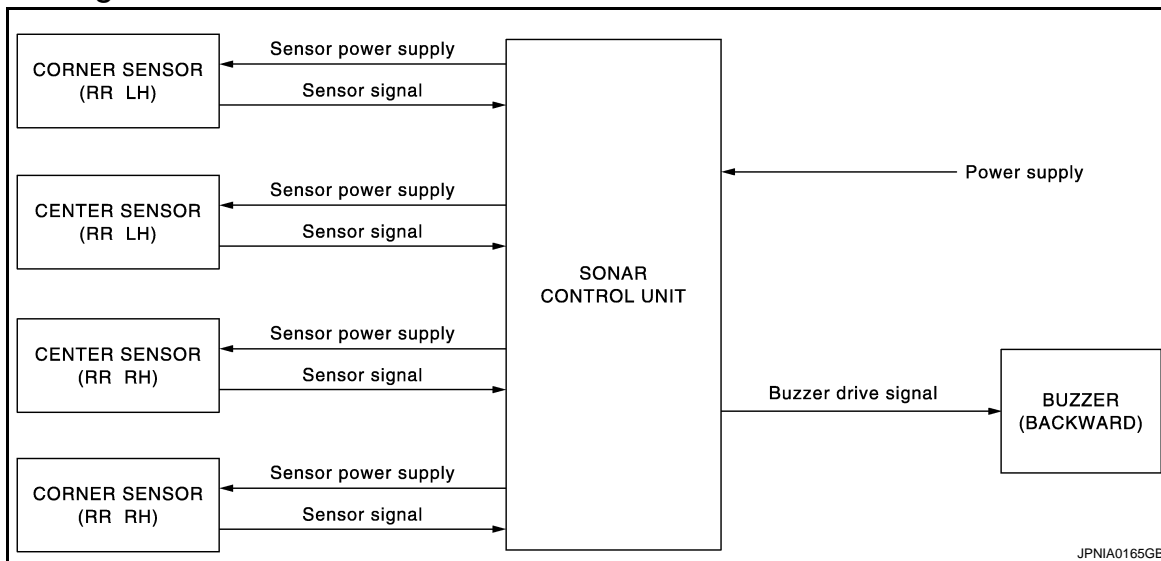 CORNER SENSOR
(RR LH)
Sensor power supply
Sensor signal
CENTER SENSOR
(RR LH)
Sensor power supply
Sensor signal
CENTER SENSOR
(RR RH)
Sensor power supply
Sensor signal
CORNER SENSOR
(RR RH)
Sensor power supply
Sensor signal
SONAR
CONTROL UNIT
Power supply
Buzzer drive signal
BUZZER
(BACKWARD)